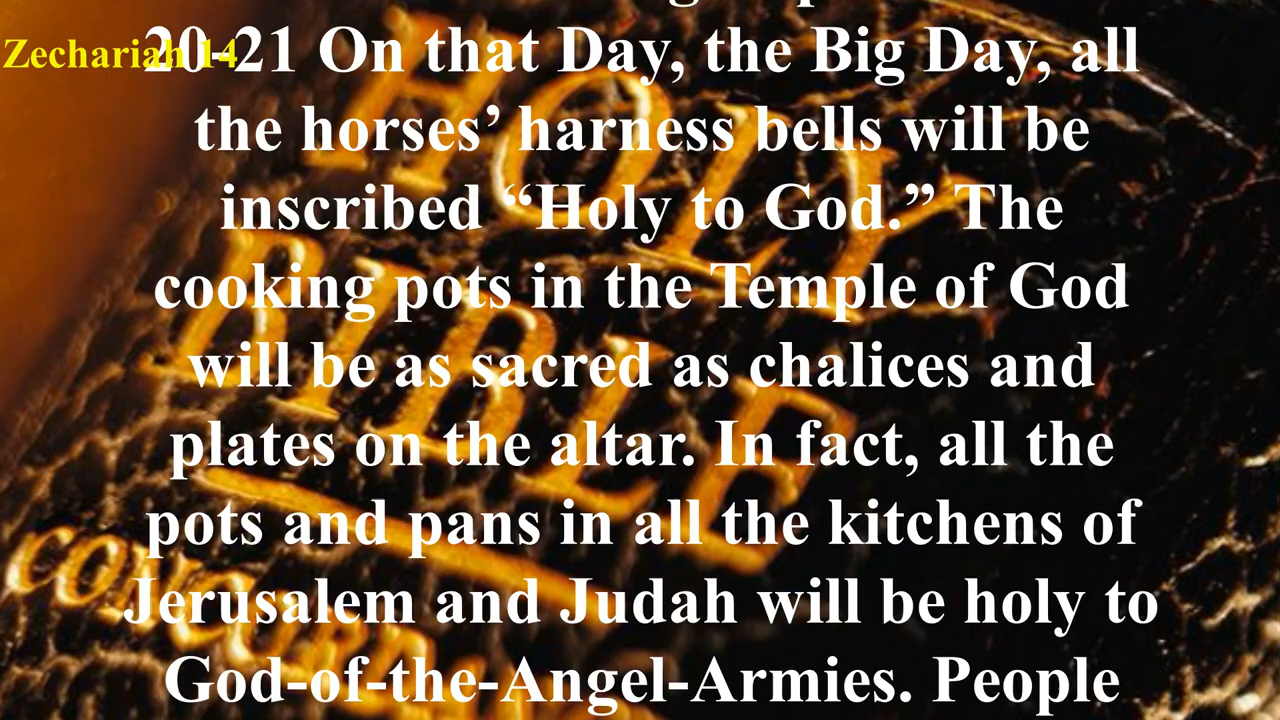 Zechariah 14
20-21 On that Day, the Big Day, all
the horses’ harness bells will be
inscribed “Holy to God.” The
cooking pots in the Temple of God
will be as sacred as chalices and
plates on the altar. In fact, all the
pots and pans in all the kitchens of
Jerusalem and Judah will be holy to
God-of-the-Angel-Armies. People
HOLY
BIBLE